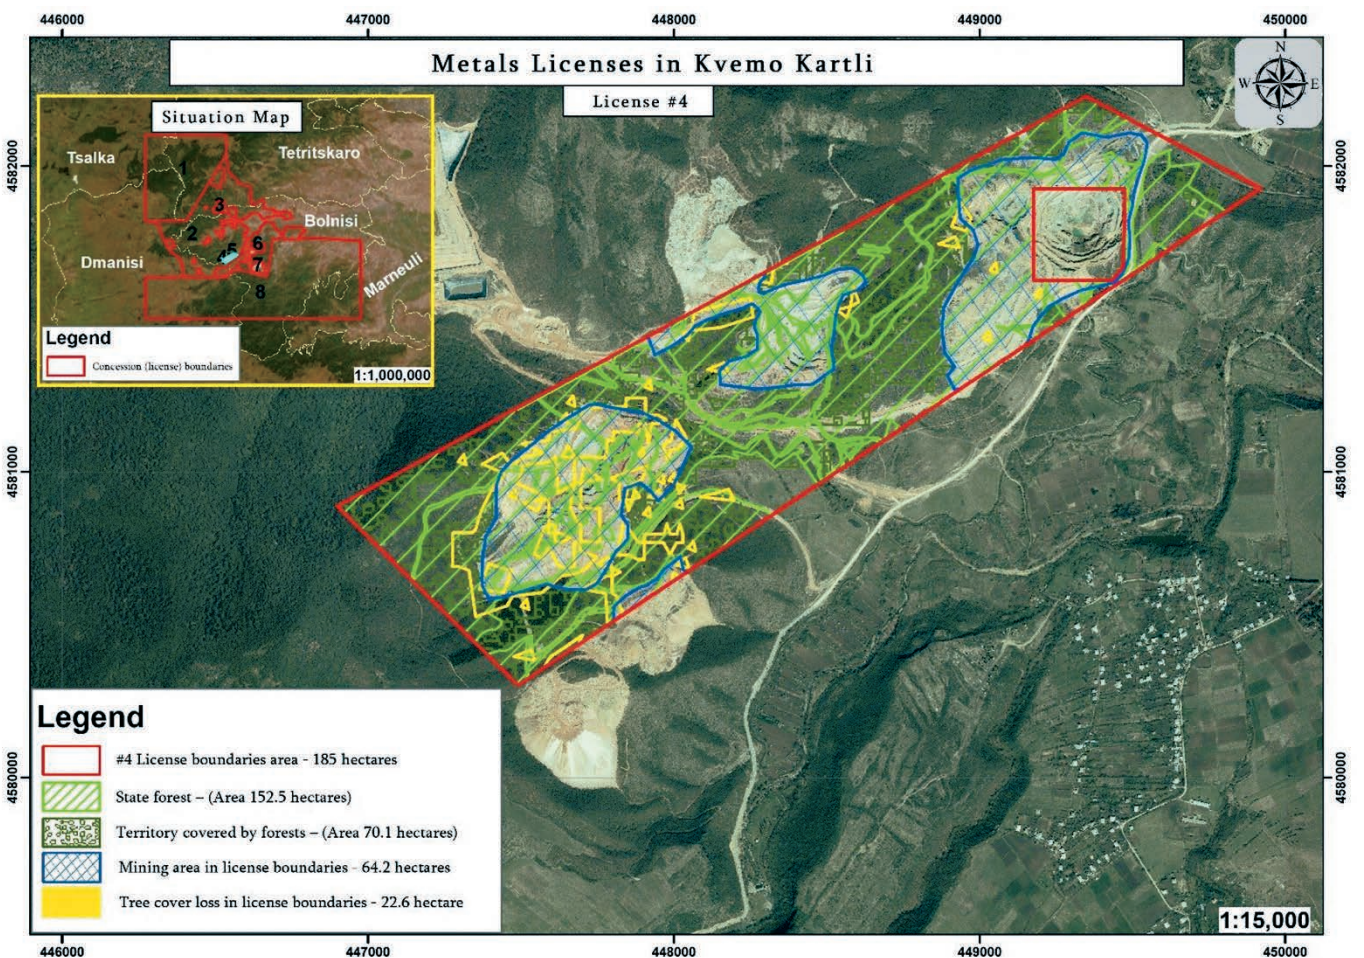 446000 447000 448000 449000 450000
Metals Licenses in Kvemo Kartli
License #4
N
W E
S
Situation Map
Tsalka
Tetritskaro
1
3
Bolnisi
2
6
5
4
7
Dmanisi
Marneuli
8
Legend
Concession (license) boundaries
1:1,000,000
4582000 4582000
4581000 4581000
4580000 4580000
Legend
#4 License boundaries area - 185 hectares
State forest – (Area 152.5 hectares)
Territory covered by forests – (Area 70.1 hectares)
Mining area in license boundaries - 64.2 hectares
Tree cover loss in license boundaries - 22.6 hectare
1:15,000
446000 447000 448000 449000 450000